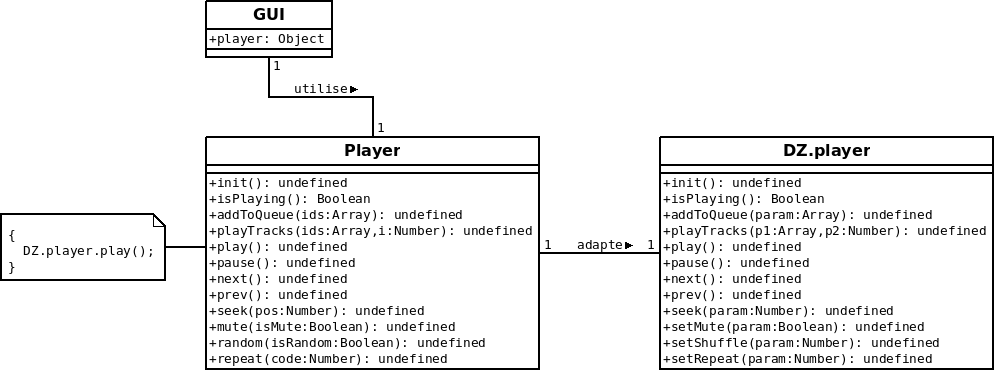 GUI
+player: Object
1
utilise
1
Player
+init(): undefined
+isPlaying(): Boolean
+addToQueue(ids:Array): undefined
+playTracks(ids:Array,i:Number): undefined
+play(): undefined
+pause(): undefined
+next(): undefined
+prev(): undefined
+seek(pos:Number): undefined
+mute(isMute:Boolean): undefined
+random(isRandom:Boolean): undefined
+repeat(code:Number): undefined
{
DZ.player.play();
}
1 adapte 1
DZ.player
+init(): undefined
+isPlaying(): Boolean
+addToQueue(param:Array): undefined
+playTracks(p1:Array,p2:Number): undefined
+play(): undefined
+pause(): undefined
+next(): undefined
+prev(): undefined
+seek(param:Number): undefined
+setMute(param:Boolean): undefined
+setShuffle(param:Number): undefined
+setRepeat(param:Number): undefined